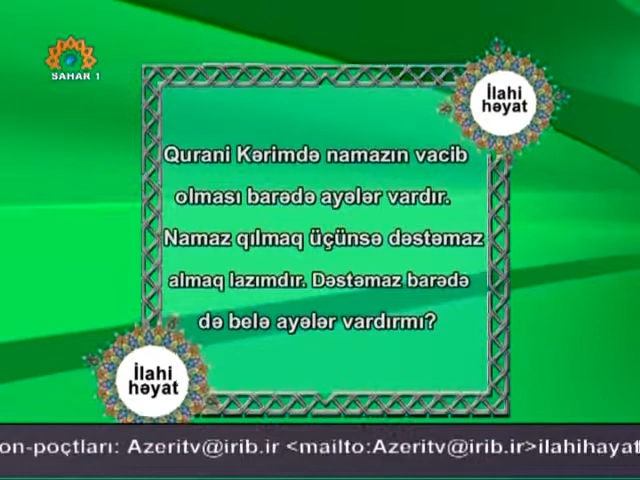 SAHAR 1
İlahi
həyat
Qurani Kərimdə namazın vacib
olması barədə ayələr vardır.
Namaz qılmaq üçünsə dəstəmaz
almaq lazımdır. Dəstəmaz barədə
də belə ayələr vardırmı?
İlahi
həyat
on-poçtları: Azeritv@irib.ir <mailto:Azeritv@irib.ir>ilahihayat